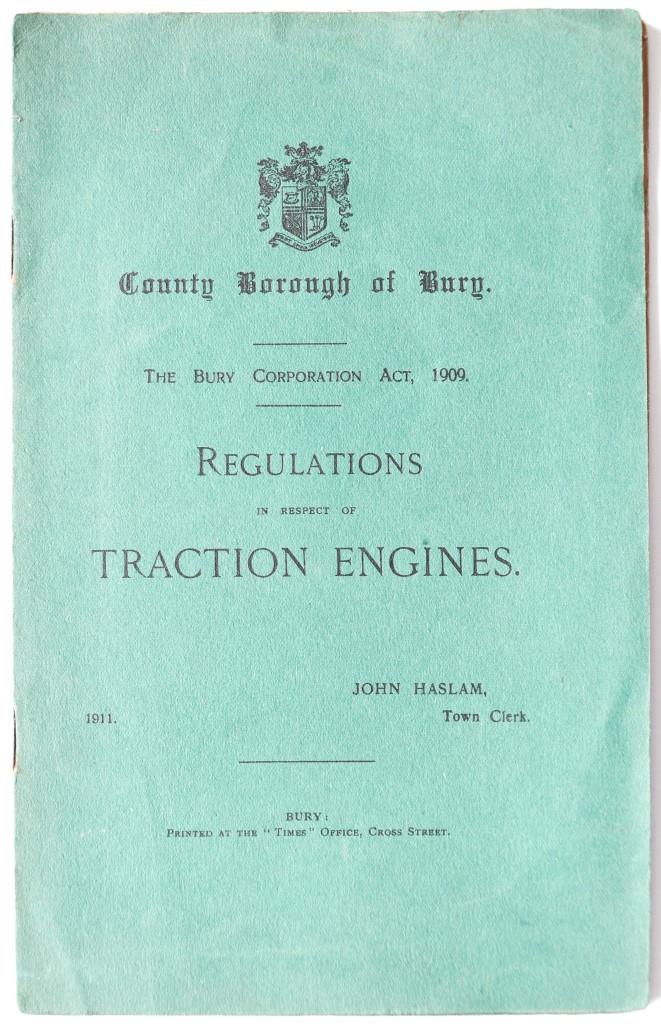 County Borough of Bury.
THE BURY CORPORATION ACT, 1909.
REGULATIONS
IN RESPECT OF
TRACTION ENGINES.
JOHN HASLAM,
1911. Town Clerk.
BURY:
PRINTED AT THE "TIMES" OFFICE, CROSS STREET.